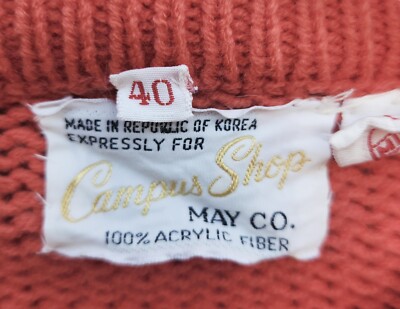 40
MADE IN REPUBLIC OF KOREA
EXPRESSLY FOR
Campus Shop
MAY CO.
100% ACRYLIC FIBER